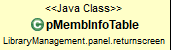 <<Java Class>>
pMembInfoTable
LibraryManagement.panel.returnscreen